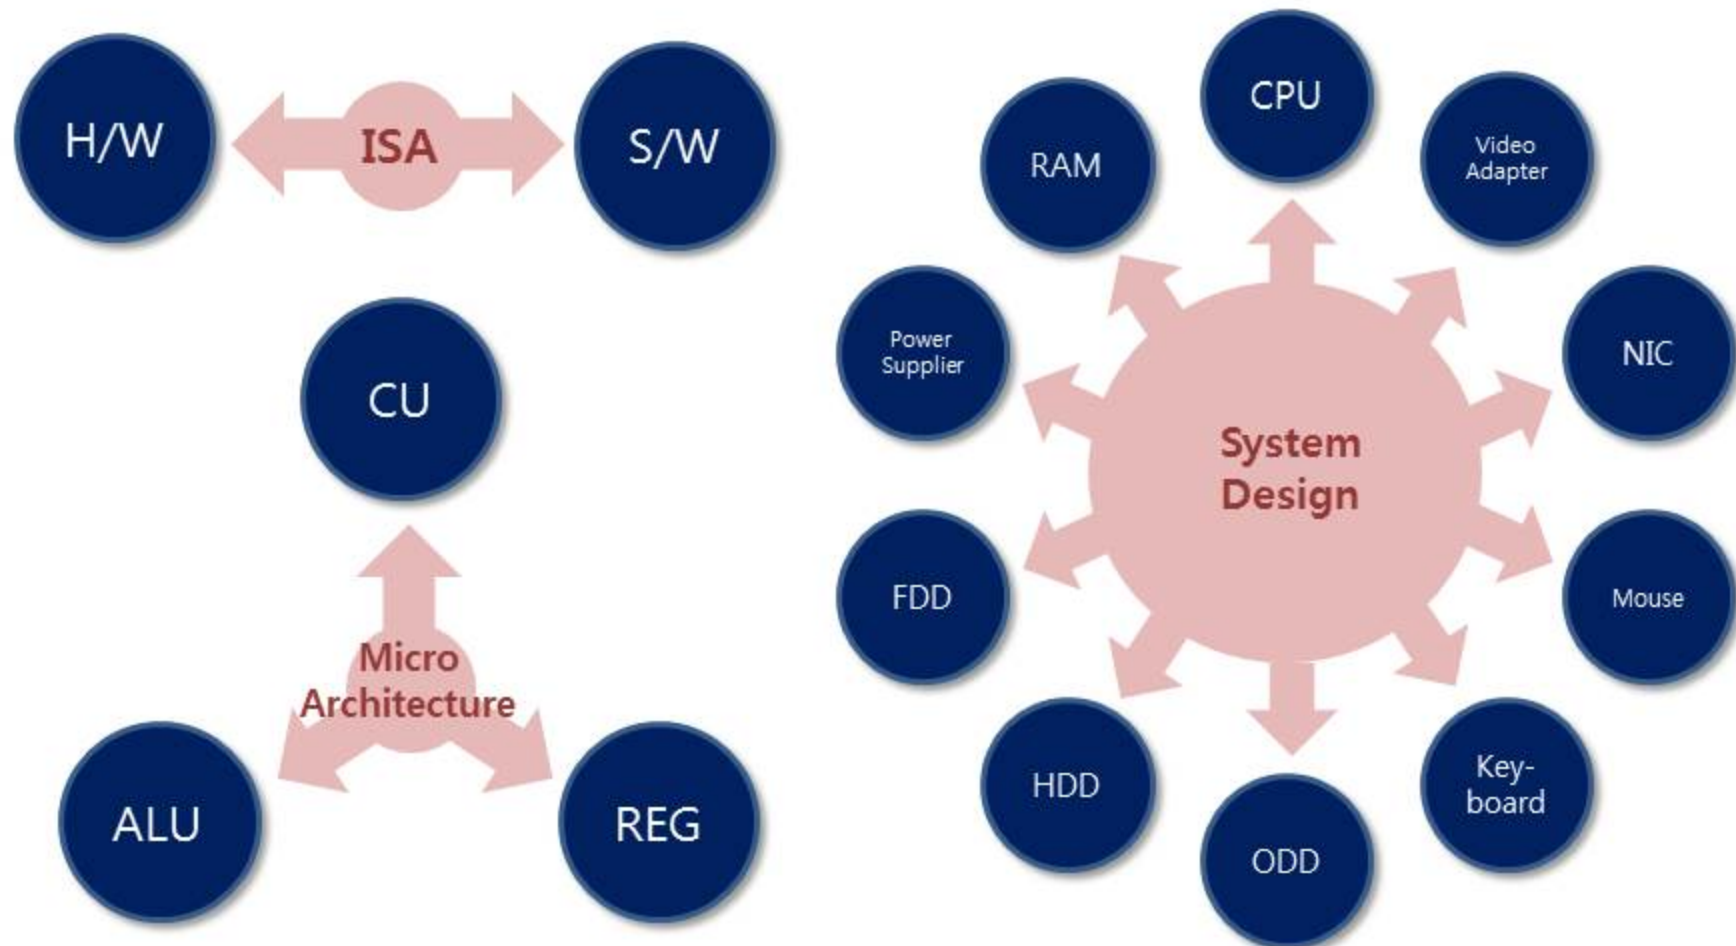 H/W
ISA
S/W
CU
Micro
Architecture
ALU
REG
CPU
RAM
Video
Adapter
Power
Supplier
NIC
System
Design
FDD
Mouse
HDD
Key-
board
ODD